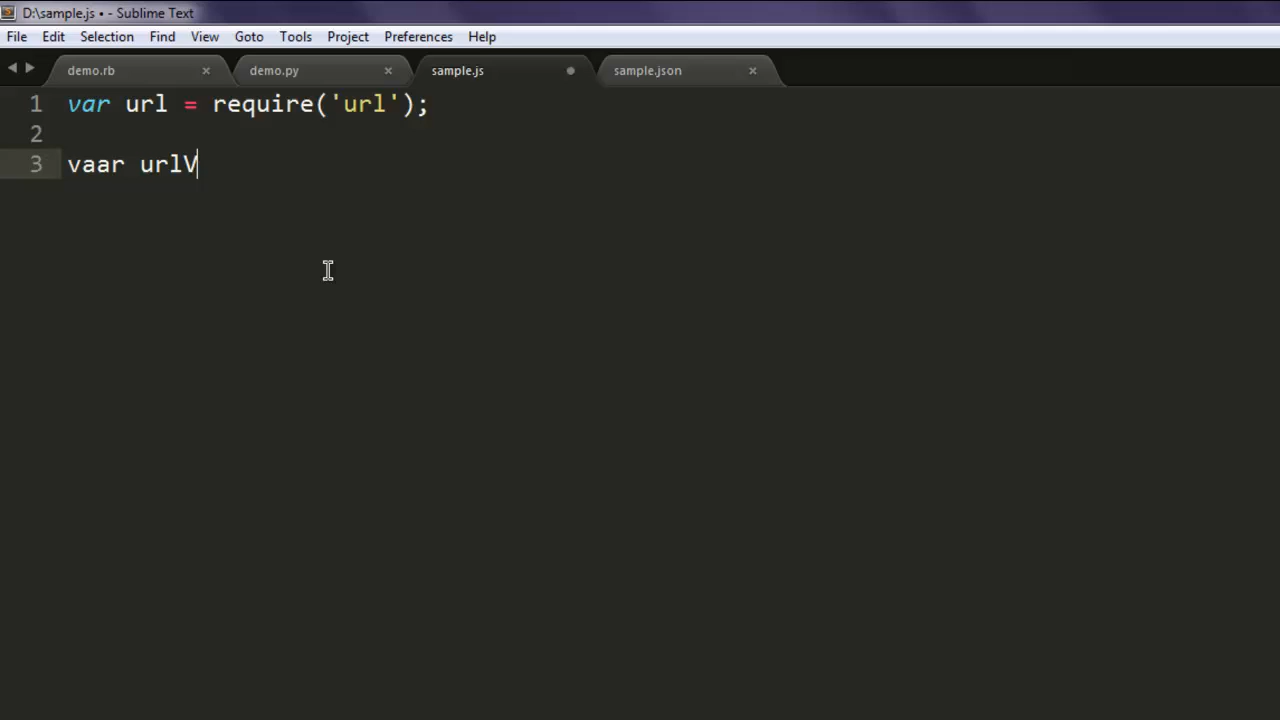 D:\sample.js • - Sublime Text
File Edit Selection Find View Goto Tools Project Preferences Help
demo.rb demo.py sample.js sample.json
1 var url = require('url');
2
3 vaar urlV